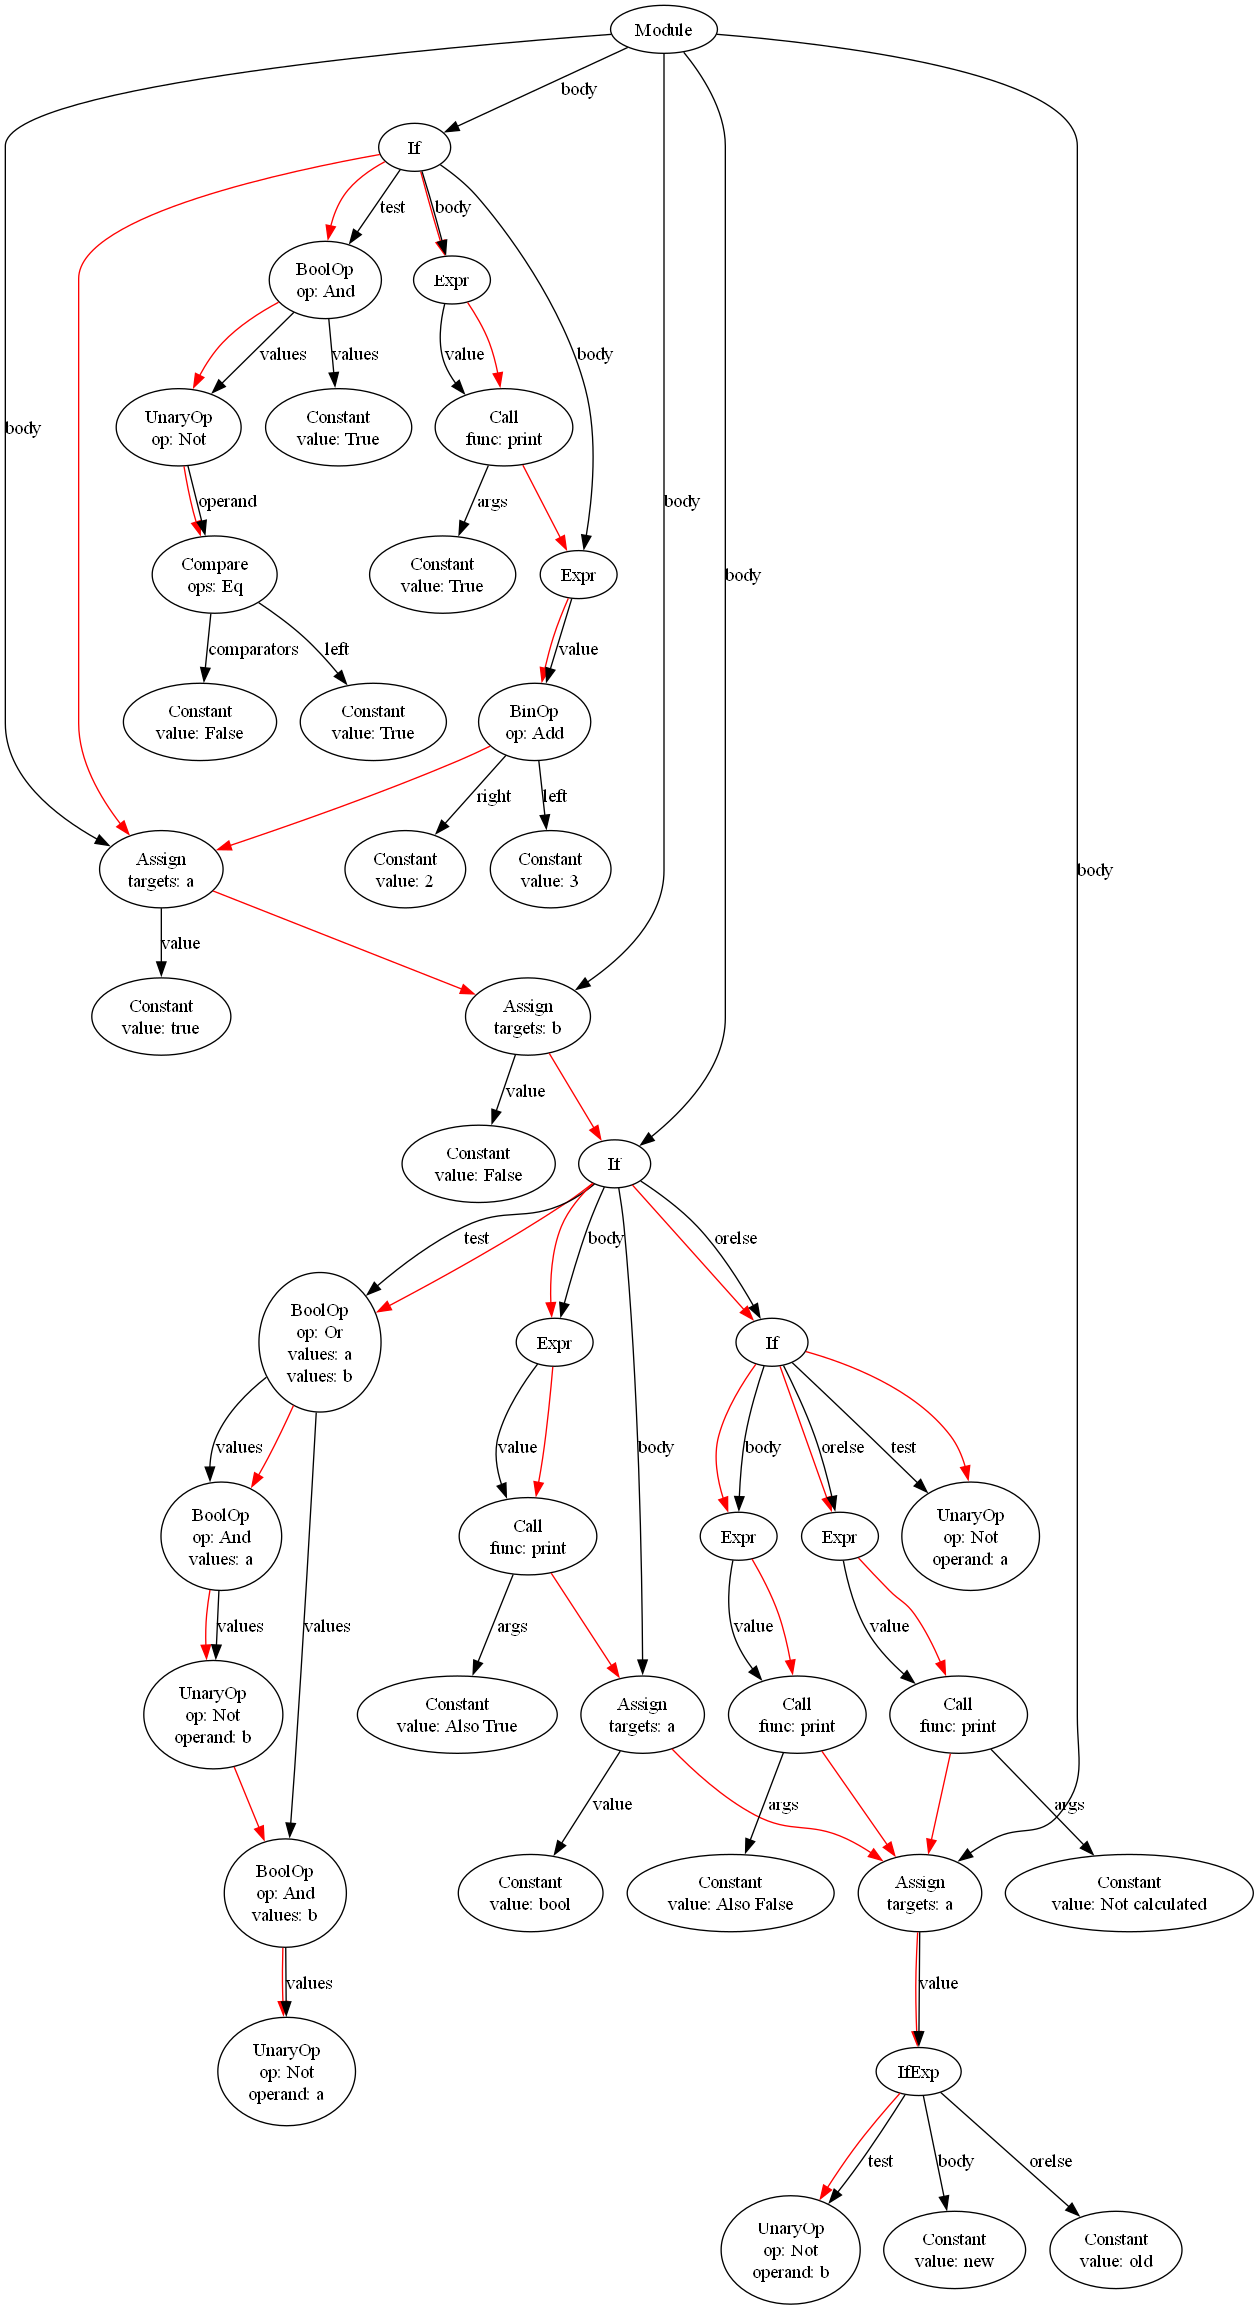 Module
body
If
test
body
BoolOp
op: And
Expr
values
values
value
body
body
UnaryOp
op: Not
Constant
value: True
Call
func: print
operand
args
body
Compare
ops: Eq
Constant
value: True
Expr
body
comparators
left
value
Constant
value: False
Constant
value: True
BinOp
op: Add
right
left
Assign
targets: a
Constant
value: 2
Constant
value: 3
body
value
Constant
value: true
Assign
targets: b
value
Constant
value: False
If
test
body
orelse
BoolOp
op: Or
values: a
values: b
Expr
If
values
value
body
body
orelse
test
BoolOp
op: And
values: a
Call
func: print
Expr
Expr
UnaryOp
op: Not
operand: a
values
values
args
value
value
UnaryOp
op: Not
operand: b
Constant
value: Also True
Assign
targets: a
Call
func: print
Call
func: print
value
args
args
BoolOp
op: And
values: b
Constant
value: bool
Constant
value: Also False
Assign
targets: a
Constant
value: Not calculated
values
value
UnaryOp
op: Not
operand: a
IfExp
test
body
orelse
UnaryOp
op: Not
operand: b
Constant
value: new
Constant
value: old